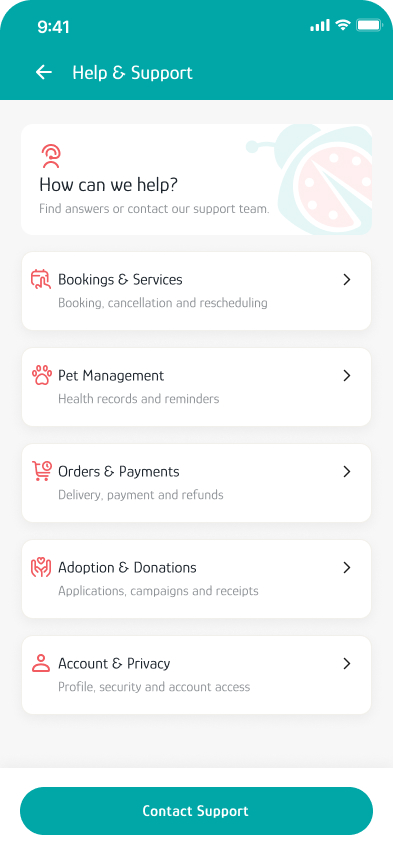 9:41
Help & Support
How can we help?
Find answers or contact our support team.
Bookings & Services
Booking, cancellation and rescheduling
Pet Management
Health records and reminders
Orders & Payments
Delivery, payment and refunds
Adoption & Donations
Applications, campaigns and receipts
Account & Privacy
Profile, security and account access
Contact Support